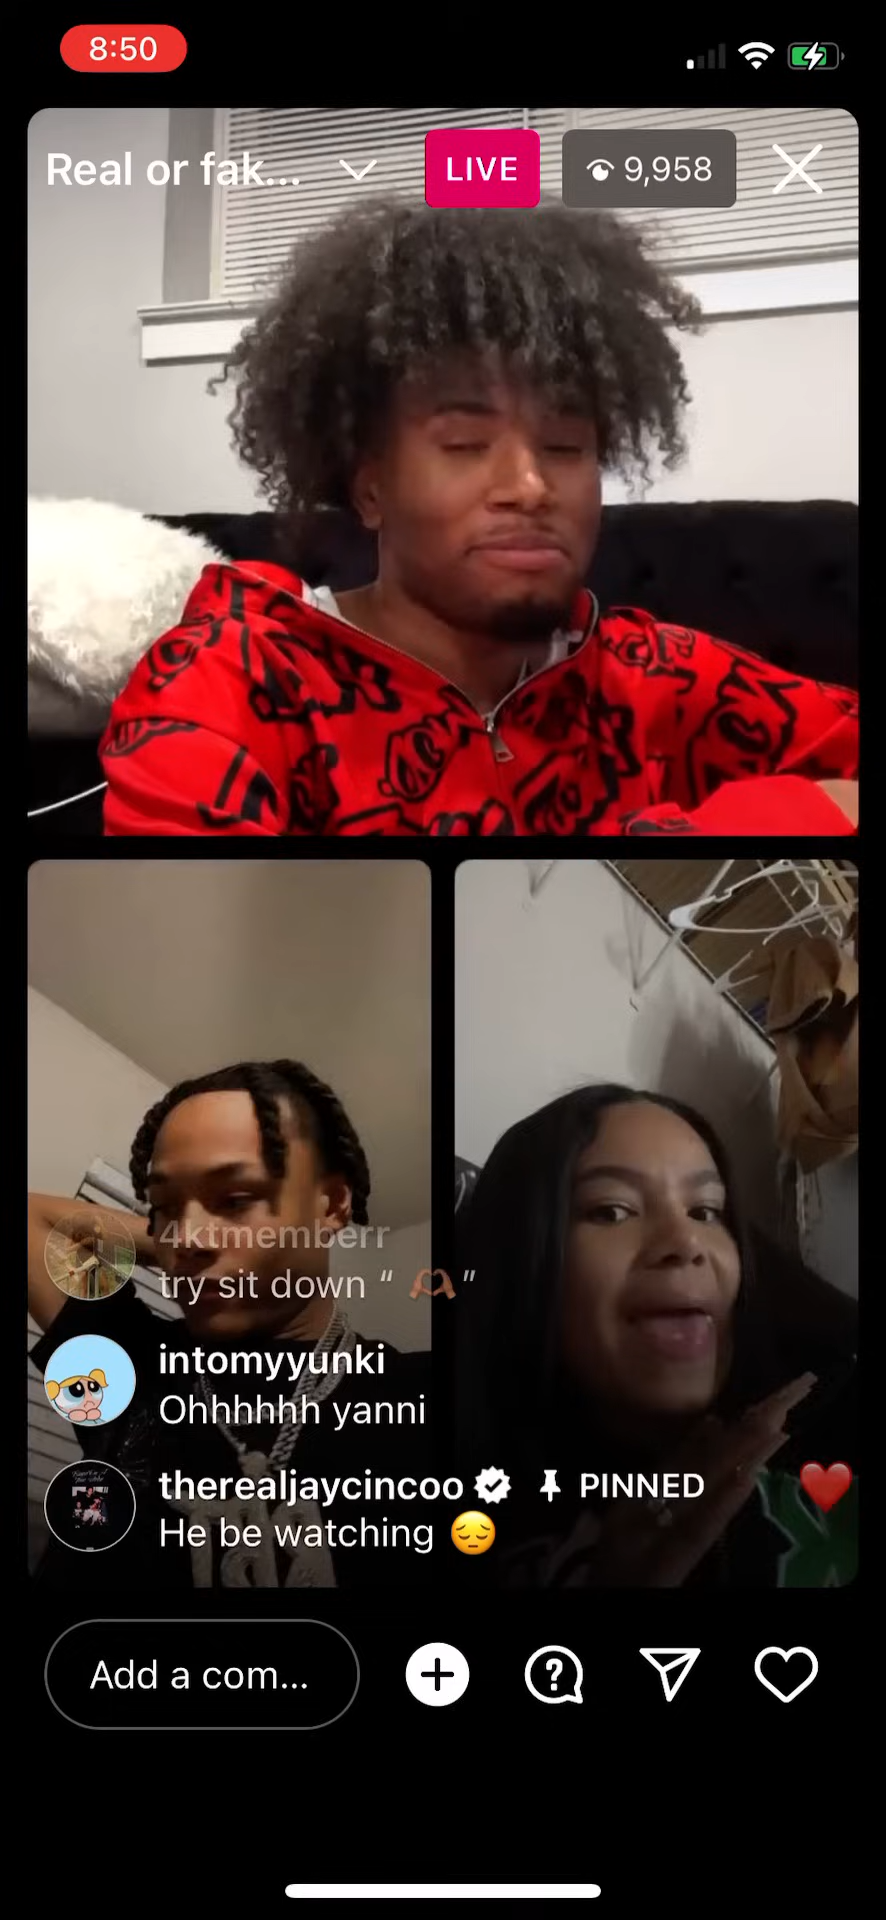 8:50
Real or fak...
LIVE
9,958
4ktmemberr
try sit down “ 🫶🏽”
intomyyunki
Ohhhhhh yanni
therealjaycincoo PINNED
He be watching 😔
Add a com...